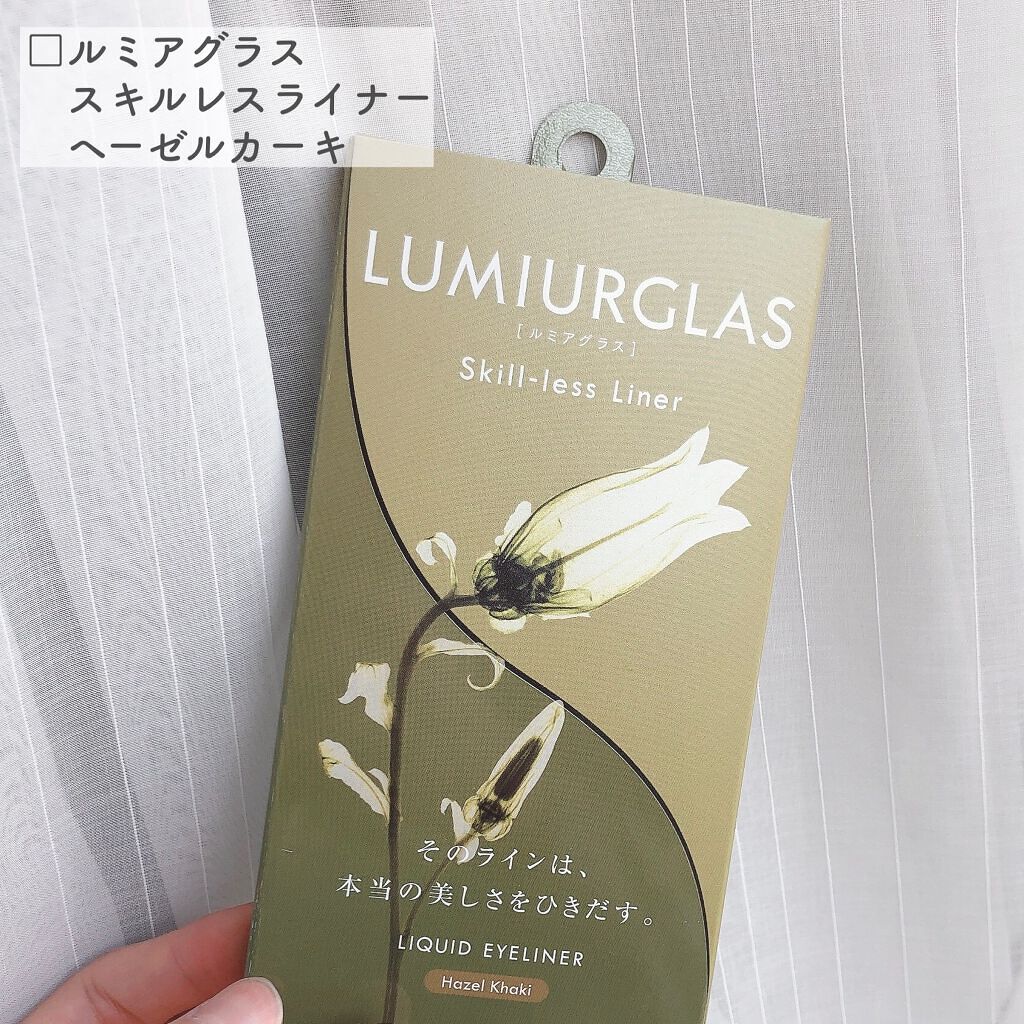 □ルミアグラス
スキルレスライナー
ヘーゼルカーキ
LUMIURGLAS
[ルミアグラス]
Skill-less Liner
そのラインは、
本当の美しさをひきだす。
LIQUID EYELINER
Hazel Khaki